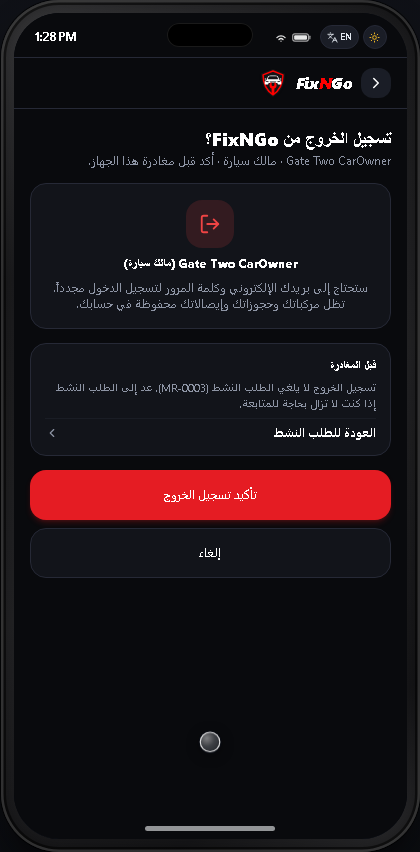 1:28 PM
EN
FixNGo
تسجيل الخروج من FixNGo؟
Gate Two CarOwner · مالك سيارة · أكد قبل مغادرة هذا الجهاز.
Gate Two CarOwner (مالك سيارة)
ستحتاج إلى بريدك الإلكتروني وكلمة المرور لتسجيل الدخول مجدداً.
تظل مركباتك وحجوزاتك وإيصالاتك محفوظة في حسابك.
قبل المغادرة
تسجيل الخروج لا يلغي الطلب النشط (MR-0003). عد إلى الطلب النشط
إذا كنت لا تزال بحاجة للمتابعة.
العودة للطلب النشط
تأكيد تسجيل الخروج
إلغاء